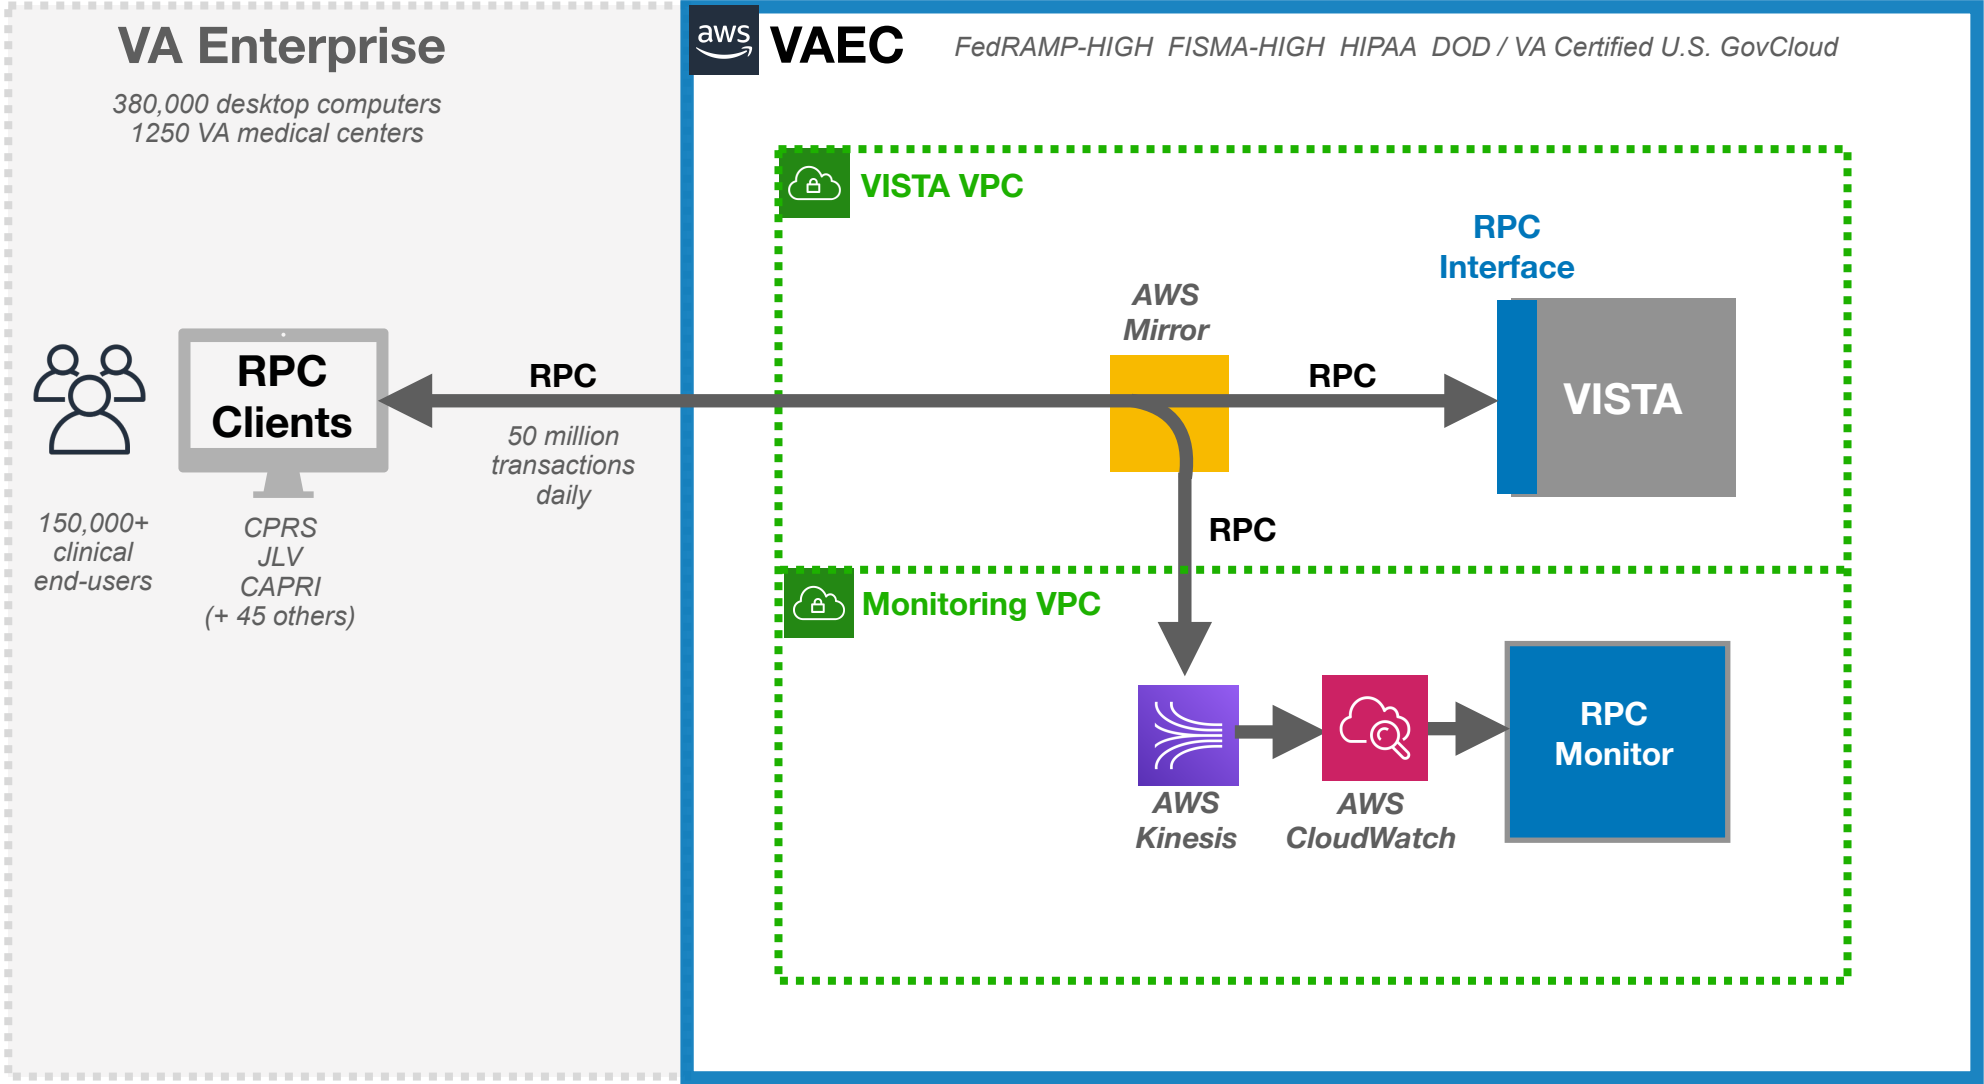 VA Enterprise
380,000 desktop computers
1250 VA medical centers
aws
VAEC
FedRAMP-HIGH FISMA-HIGH HIPAA DOD / VA Certified U.S. GovCloud
VISTA VPC
RPC
Interface
AWS
Mirror
RPC
Clients
RPC
RPC
VISTA
50 million
transactions
daily
150,000+
clinical
end-users
CPRS
JLV
CAPRI
(+ 45 others)
RPC
Monitoring VPC
RPC
Monitor
AWS
Kinesis
AWS
CloudWatch